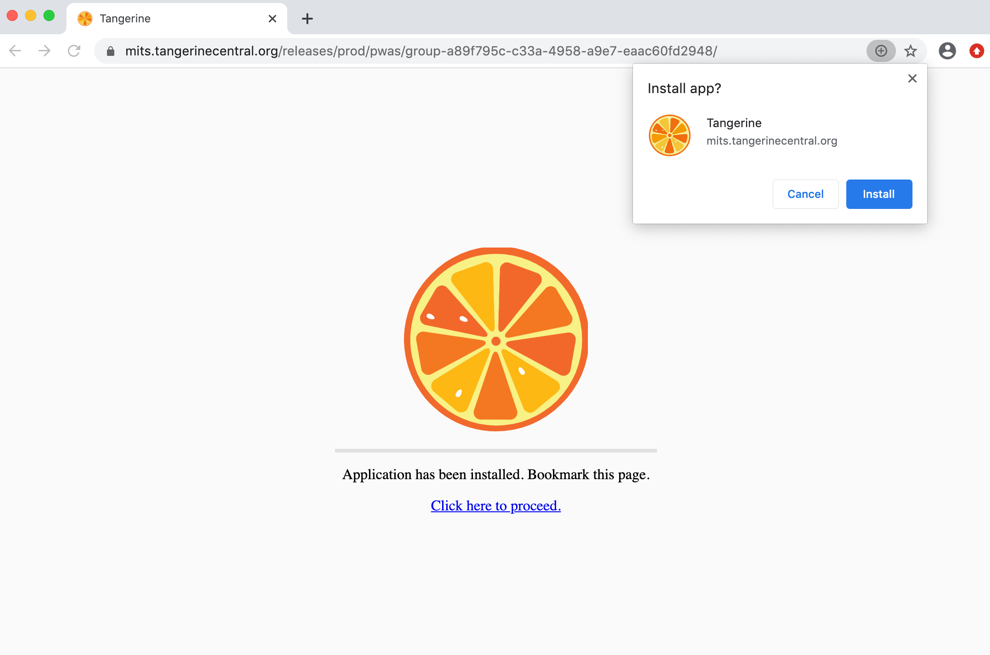 Tangerine
mits.tangerinecentral.org/releases/prod/pwas/group-a89f795c-c33a-4958-a9e7-eaac60fd2948/
Install app?
Tangerine
mits.tangerinecentral.org
Cancel
Install
Application has been installed. Bookmark this page.
Click here to proceed.